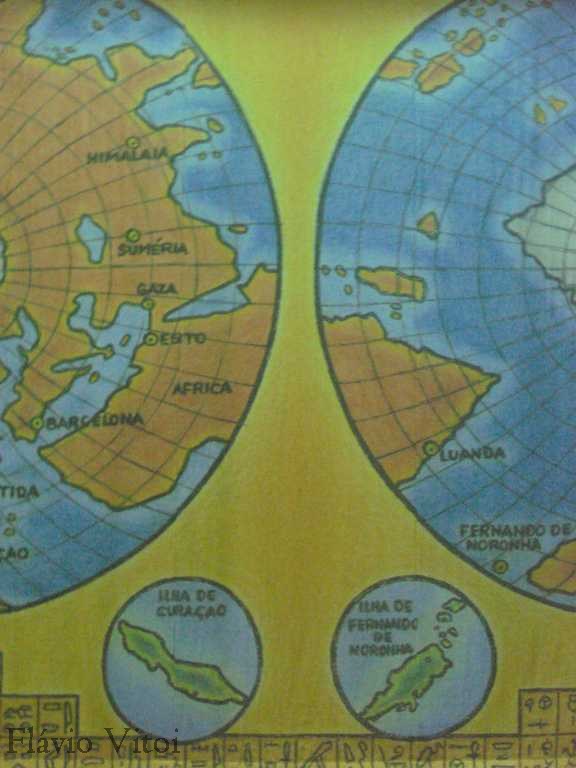 HIMALAIA
SUMÉRIA
GAZA
EGITO
AFRICA
BARCELONA
TIDA
ÇAO
LUANDA
FERNANDO DE
NORONHA
ILHA DE
CURAÇAO
ILHA DE
FERNANDO
DE
NORONHA
Flávio Vitoi